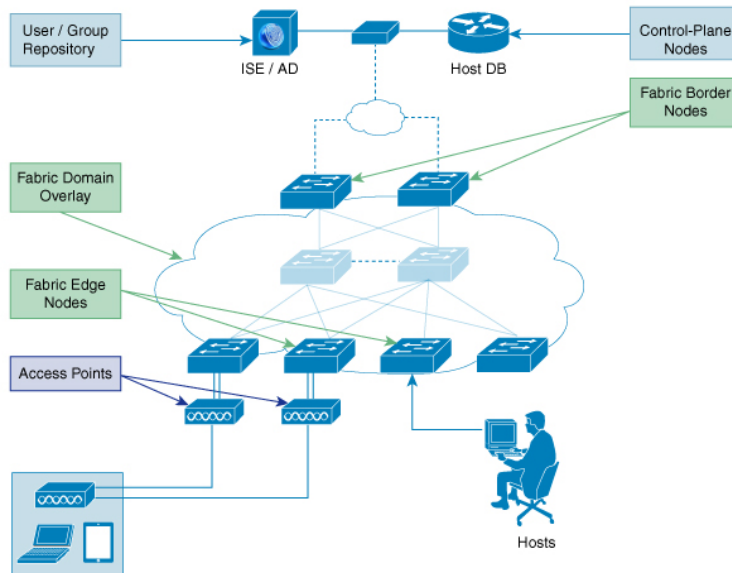 User / Group
Repository
ISE / AD
Host DB
Control-Plane
Nodes
Fabric Border
Nodes
Fabric Domain
Overlay
Fabric Edge
Nodes
Access Points
Hosts